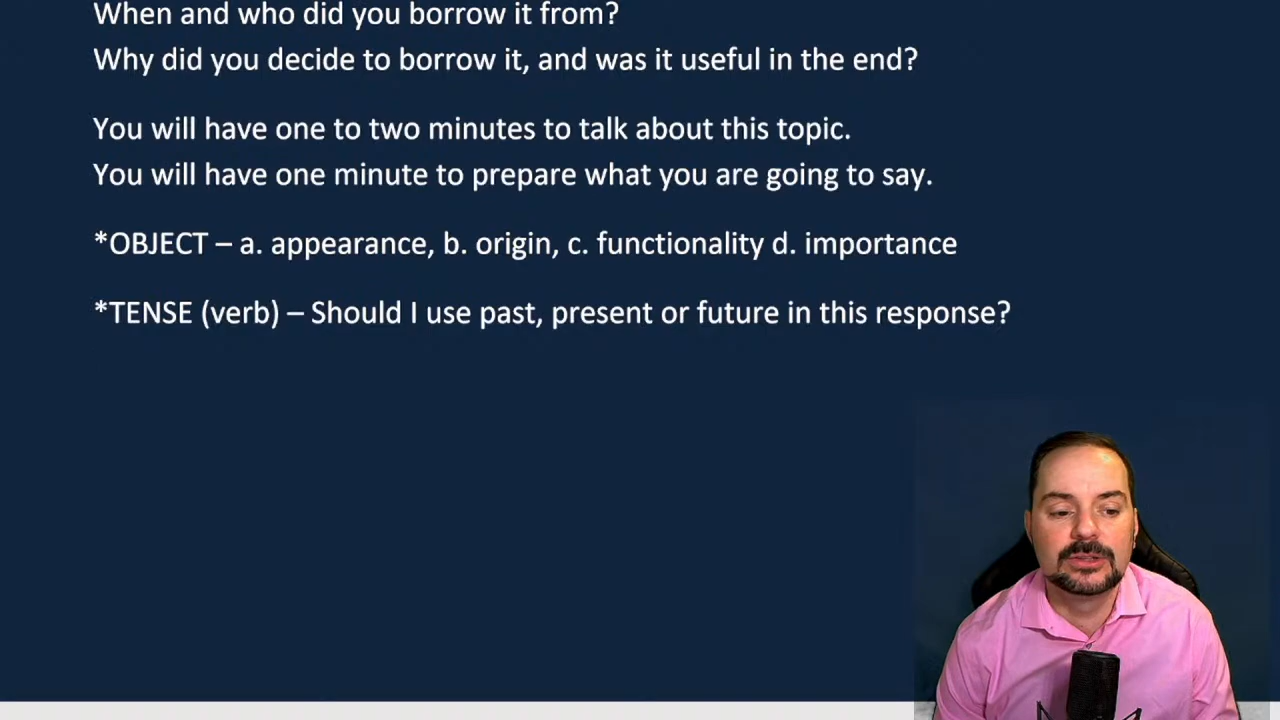 When and who did you borrow it from?
Why did you decide to borrow it, and was it useful in the end?
You will have one to two minutes to talk about this topic.
You will have one minute to prepare what you are going to say.
*OBJECT – a. appearance, b. origin, c. functionality d. importance
*TENSE (verb) – Should I use past, present or future in this response?